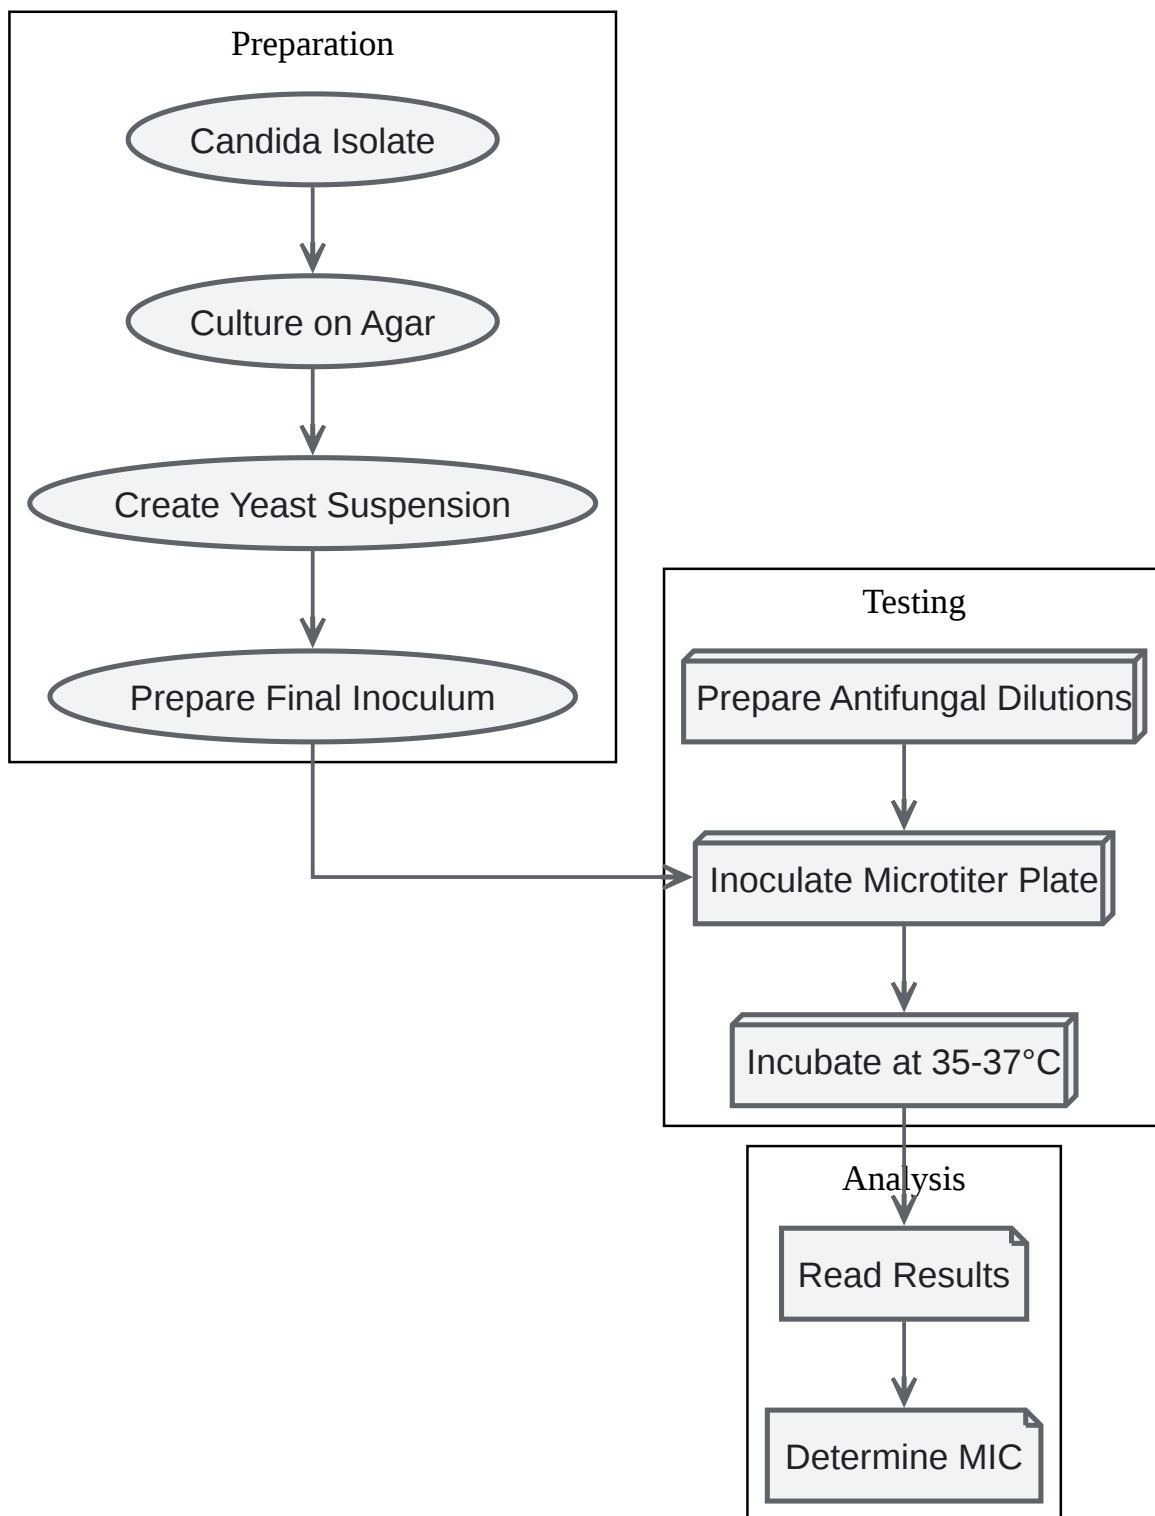 Preparation
Candida Isolate
Culture on Agar
Create Yeast Suspension
Prepare Final Inoculum
Testing
Prepare Antifungal Dilutions
Inoculate Microtiter Plate
Incubate at 35-37°C
Analysis
Read Results
Determine MIC